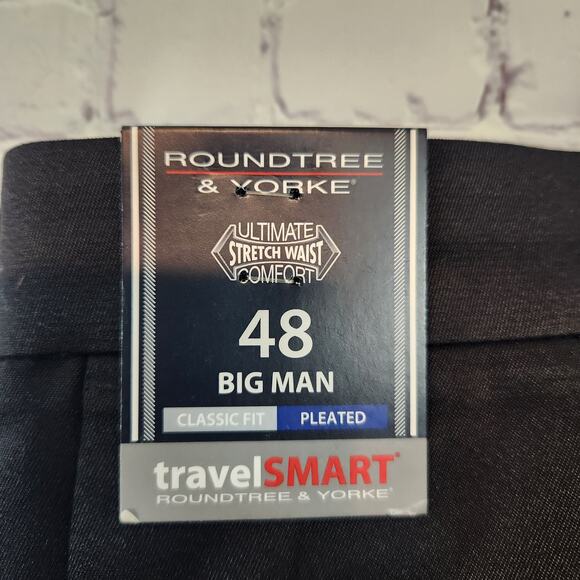 ROUNDTREE
& YORKE®
ULTIMATE
STRETCH WAIST
COMFORT
48
BIG MAN
CLASSIC FIT PLEATED
travelSMART®
ROUNDTREE & YORKE®